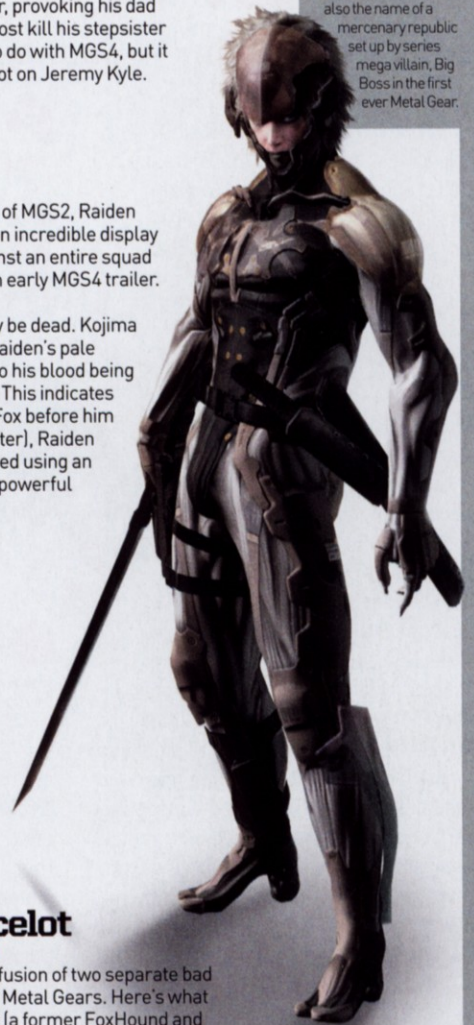 r, provoking his dad
ost kill his stepsister
o do with MGS4, but it
ot on Jeremy Kyle.
also the name of a
mercenary republic
set up by series
mega villain, Big
Boss in the first
ever Metal Gear.
of MGS2, Raiden
n incredible display
nst an entire squad
n early MGS4 trailer.
y be dead. Kojima
aiden's pale
o his blood being
This indicates
Fox before him
ter), Raiden
ed using an
powerful
celot
fusion of two separate bad
Metal Gears. Here's what
(a former FoxHound and